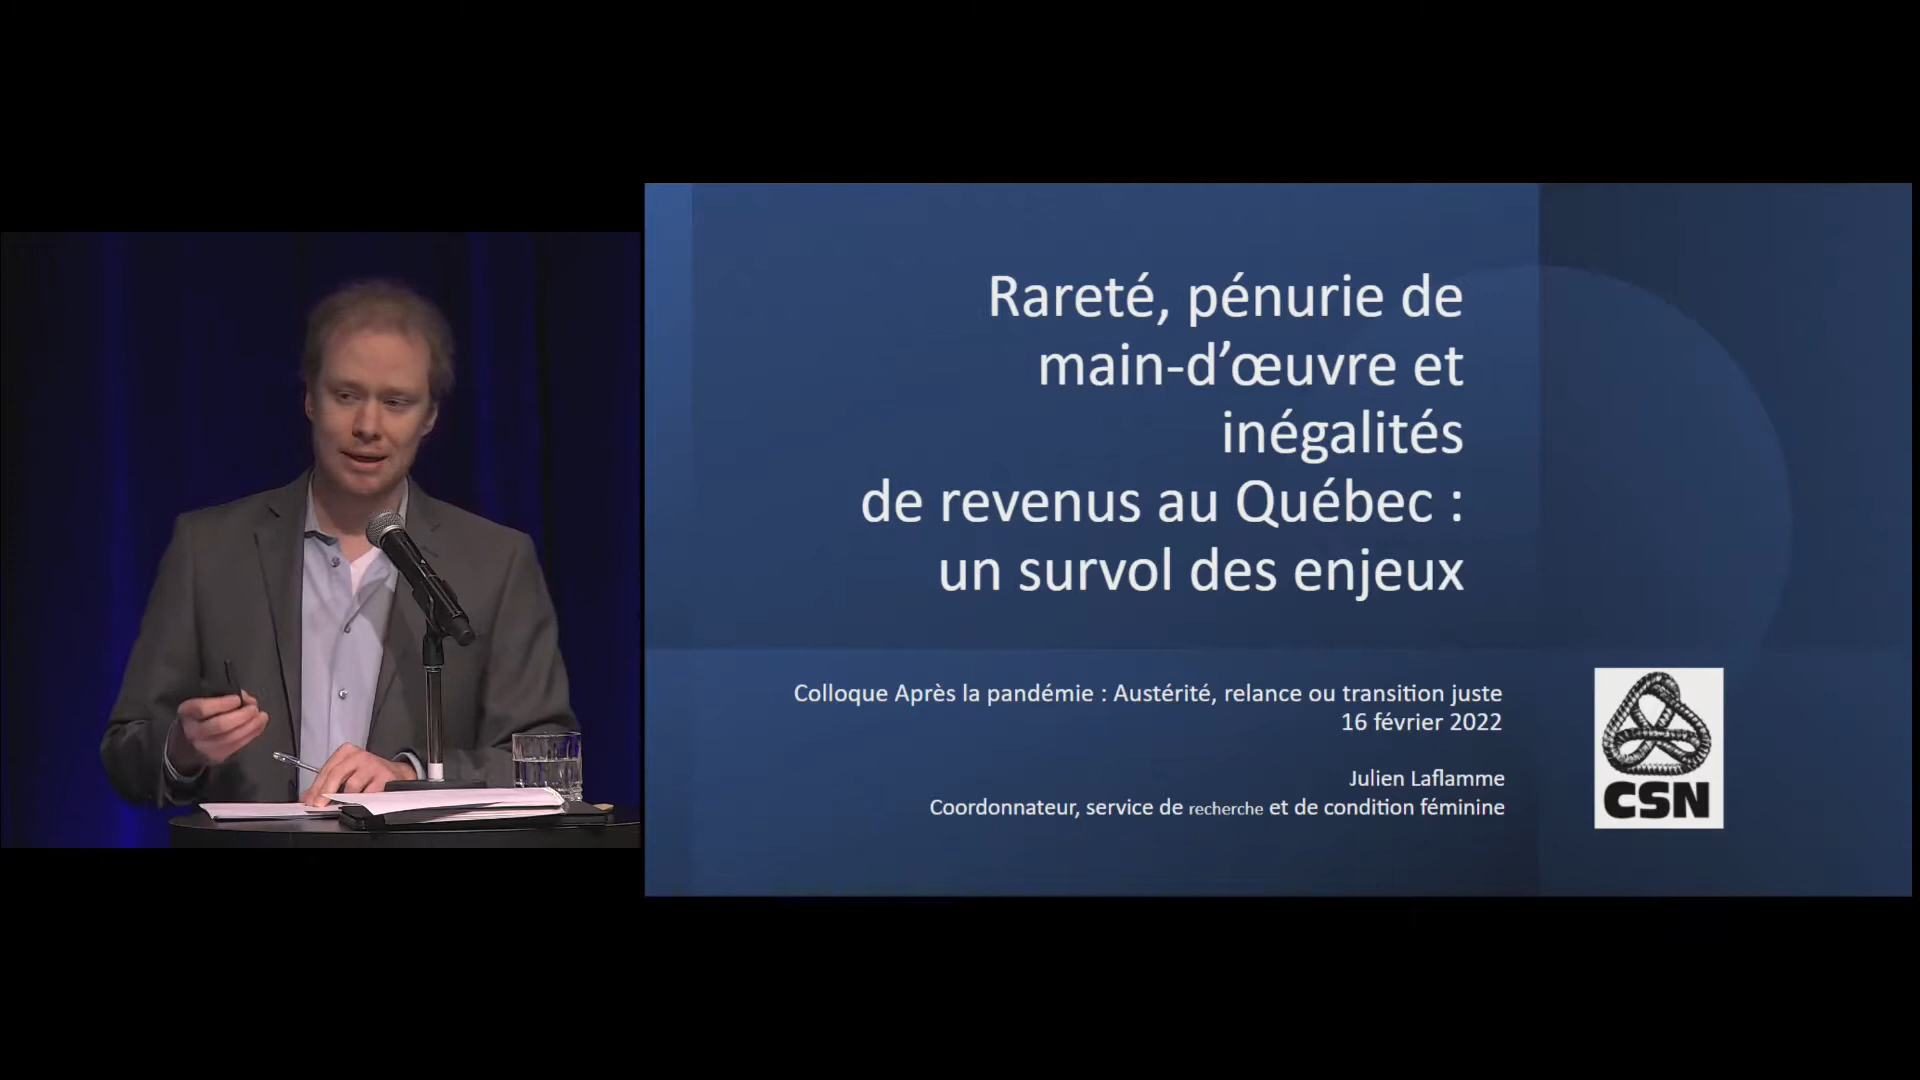 Rareté, pénurie de
main-d’œuvre et
inégalités
de revenus au Québec :
un survol des enjeux
Colloque Après la pandémie : Austérité, relance ou transition juste
16 février 2022
Julien Laflamme
Coordonnateur, service de recherche et de condition féminine
CSN